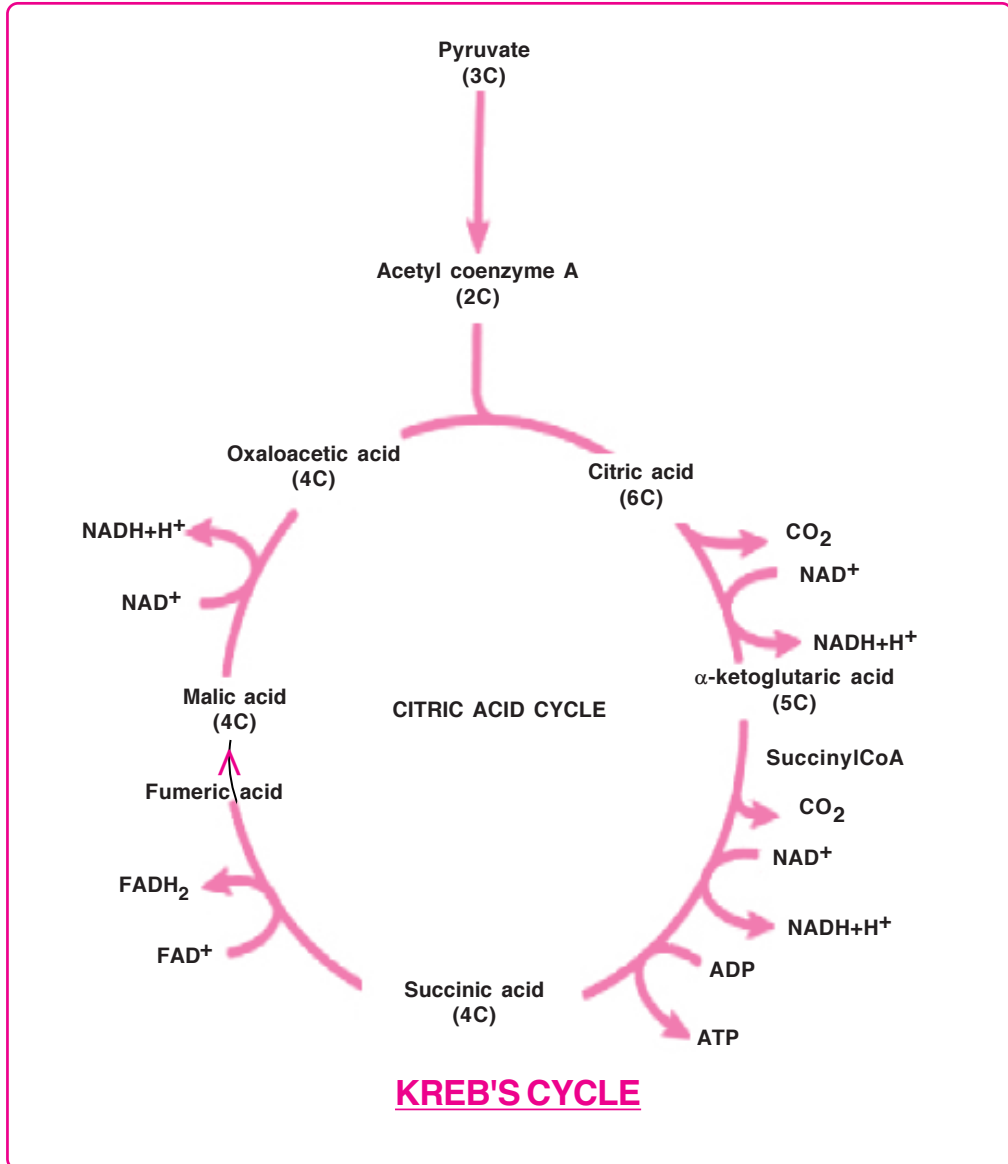 Pyruvate
(3C)
Acetyl coenzyme A
(2C)
Oxaloacetic acid
(4C)
Citric acid
(6C)
NADH+H+
NAD+
CO2
NAD+
NADH+H+
Malic acid
(4C)
CITRIC ACID CYCLE
α-ketoglutaric acid
(5C)
SuccinylCoA
Fumeric acid
CO2
NAD+
NADH+H+
FADH2
FAD+
ADP
ATP
Succinic acid
(4C)
KREB'S CYCLE